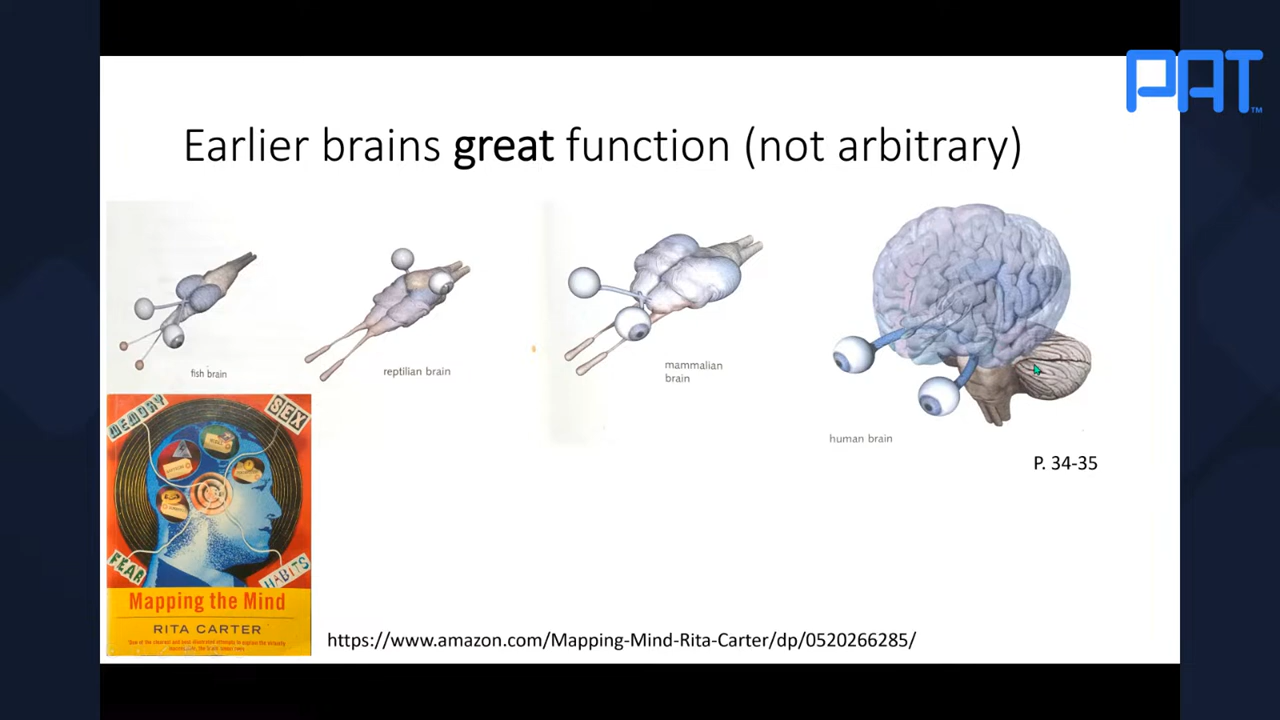 PAT™
Earlier brains great function (not arbitrary)
fish brain
reptilian brain
mammalian
brain
human brain
P. 34-35
MEMORY
SEX
FEAR
HABITS
Mapping the Mind
RITA CARTER
https://www.amazon.com/Mapping-Mind-Rita-Carter/dp/0520266285/